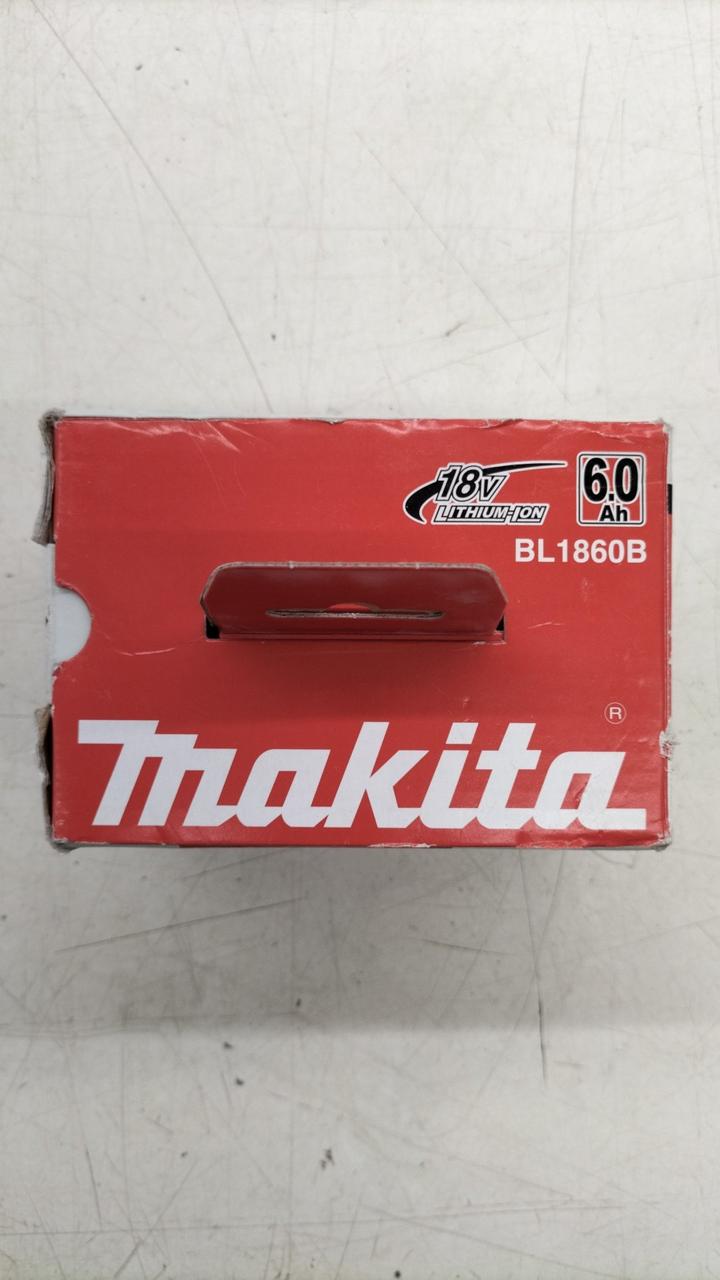 18V
LITHIUM-ION
6.0
Ah
BL1860B
®
makita